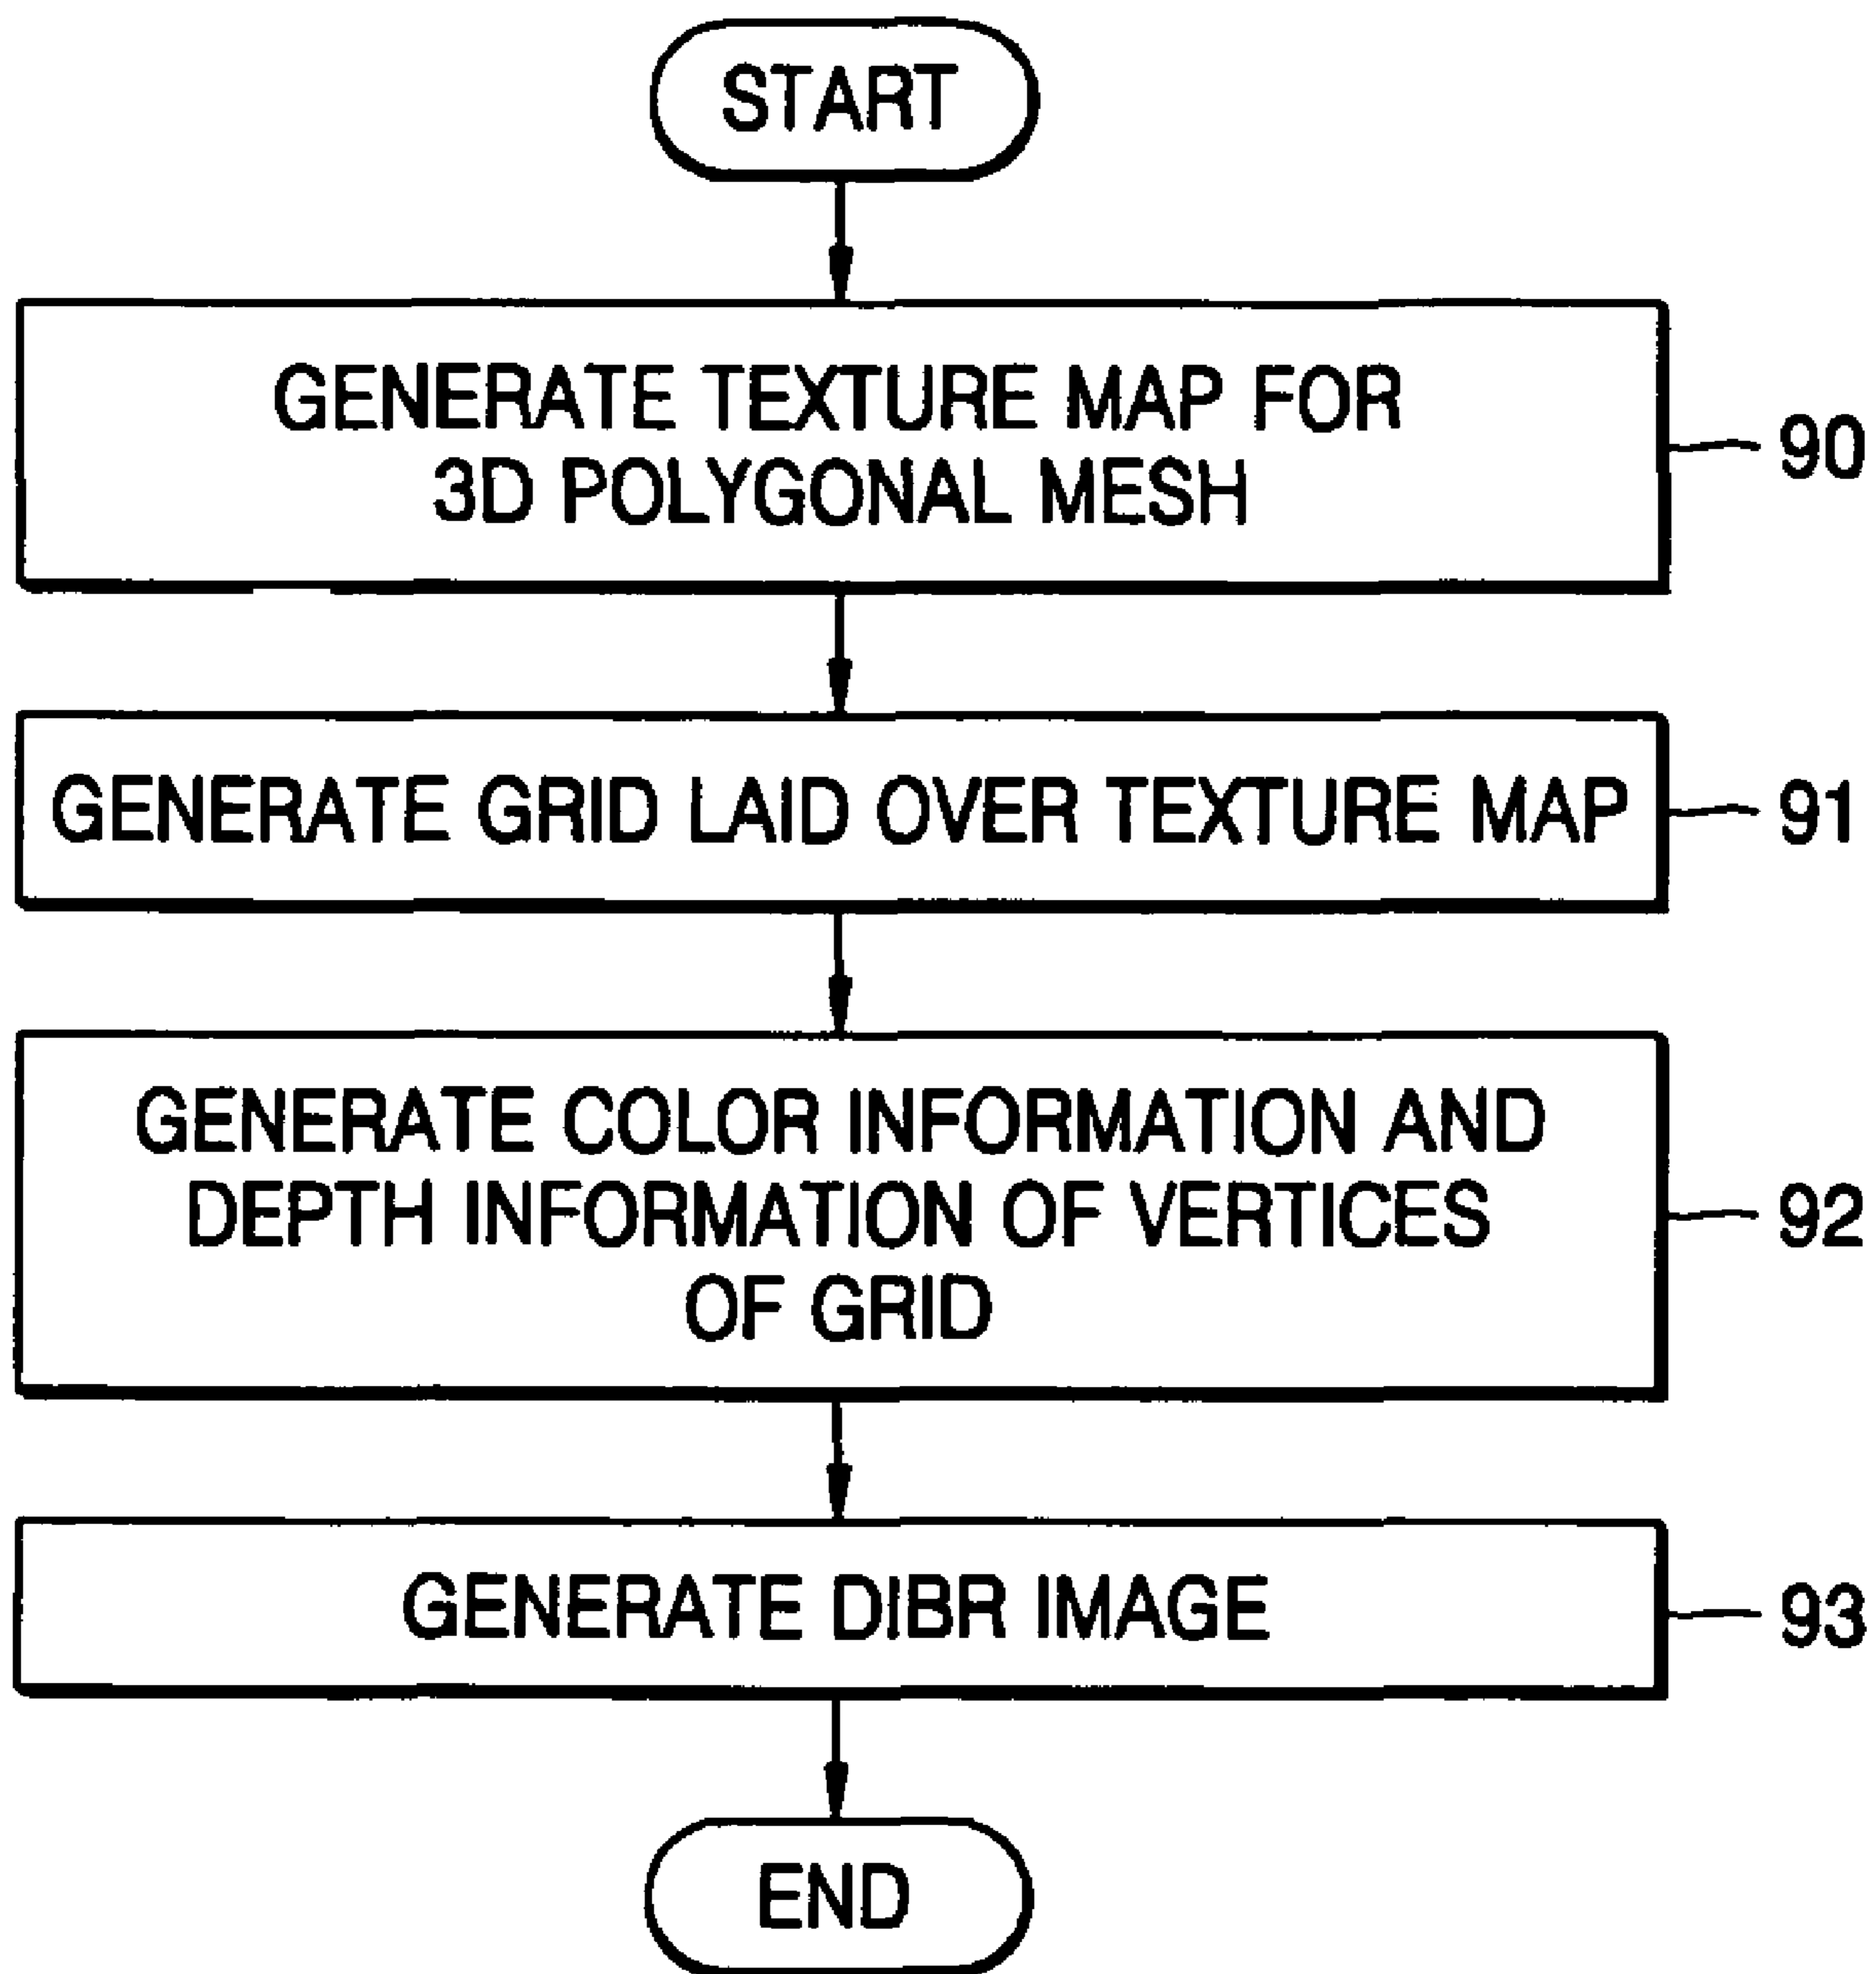 START
GENERATE TEXTURE MAP FOR
3D POLYGONAL MESH
90
GENERATE GRID LAID OVER TEXTURE MAP
91
GENERATE COLOR INFORMATION AND
DEPTH INFORMATION OF VERTICES
OF GRID
92
GENERATE DIBR IMAGE
93
END